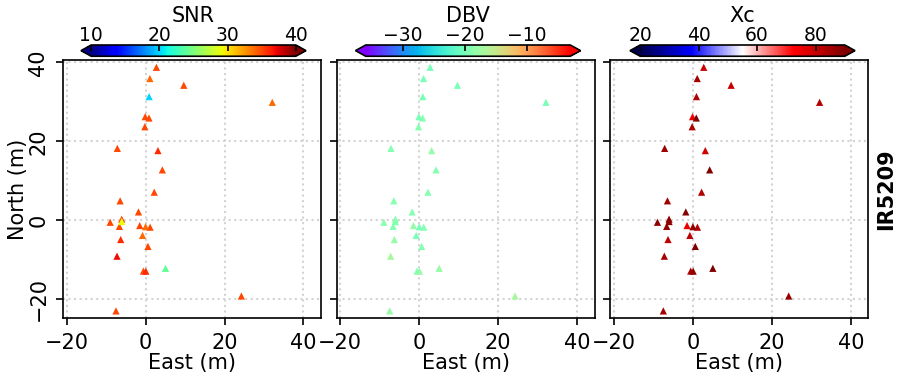 SNR DBV Xc
10 20 30 40 −30 −20 −10 20 40 60 80
40
20
0
−20
North (m)
IR5209
−20 0 20 40 −20 0 20 40 −20 0 20 40
East (m) East (m) East (m)